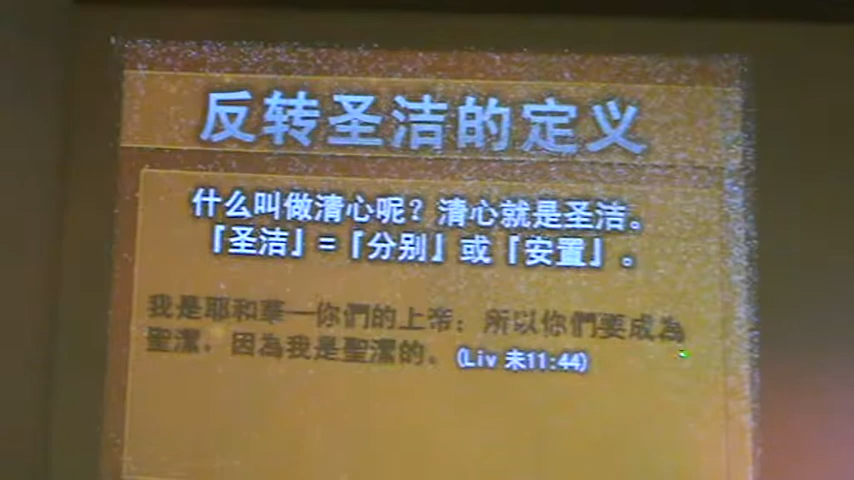 反转圣洁的定义
什么叫做清心呢？清心就是圣洁。
「圣洁」=「分别」或「安置」。
我是耶和華—你們的上帝；所以你們要成為
聖潔，因為我是聖潔的。(Liv 未11:44)